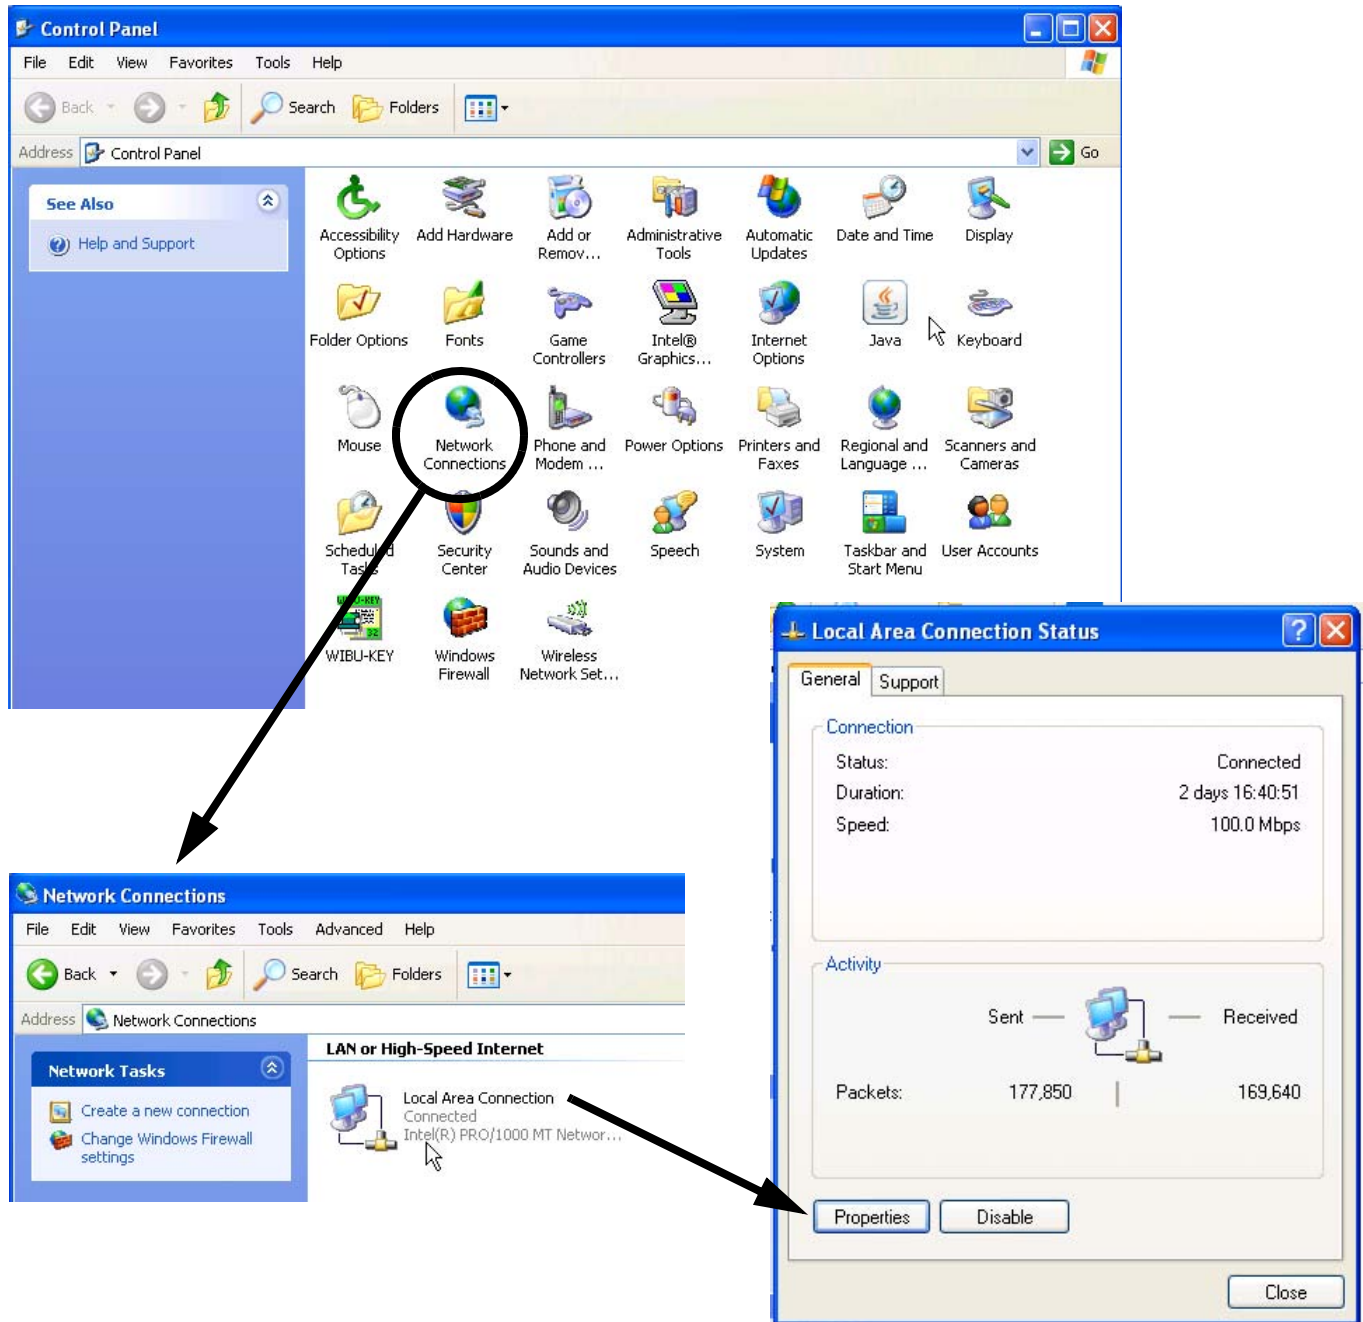 Control Panel
File Edit View Favorites Tools Help
Back Search Folders
Address Control Panel Go
See Also
Help and Support
Accessibility Options
Add Hardware
Add or Remov...
Administrative Tools
Automatic Updates
Date and Time
Display
Folder Options
Fonts
Game Controllers
Intel® Graphics...
Internet Options
Java
Keyboard
Mouse
Network Connections
Phone and Modem ...
Power Options
Printers and Faxes
Regional and Language ...
Scanners and Cameras
Scheduled Tasks
Security Center
Sounds and Audio Devices
Speech
System
Taskbar and Start Menu
User Accounts
WIBU-KEY
32
WIBU-KEY
Windows Firewall
Wireless Network Set...
Network Connections
File Edit View Favorites Tools Advanced Help
Back Search Folders
Address Network Connections
Network Tasks
Create a new connection
Change Windows Firewall
settings
LAN or High-Speed Internet
Local Area Connection
Connected
Intel(R) PRO/1000 MT Networ...
Local Area Connection Status
General Support
Connection
Status: Connected
Duration: 2 days 16:40:51
Speed: 100.0 Mbps
Activity
Sent — — Received
Packets: 177,850 | 169,640
Properties Disable
Close